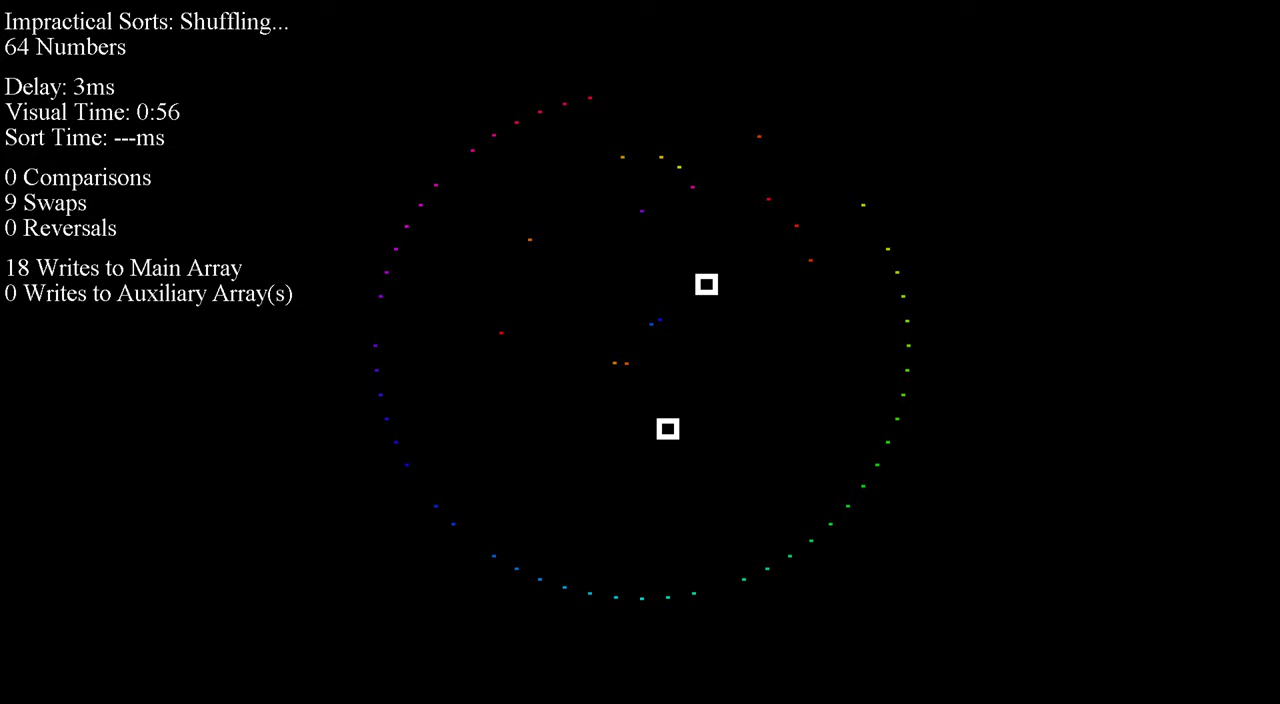 Impractical Sorts: Shuffling...
64 Numbers
Delay: 3ms
Visual Time: 0:56
Sort Time: ---ms
0 Comparisons
9 Swaps
0 Reversals
18 Writes to Main Array
0 Writes to Auxiliary Array(s)